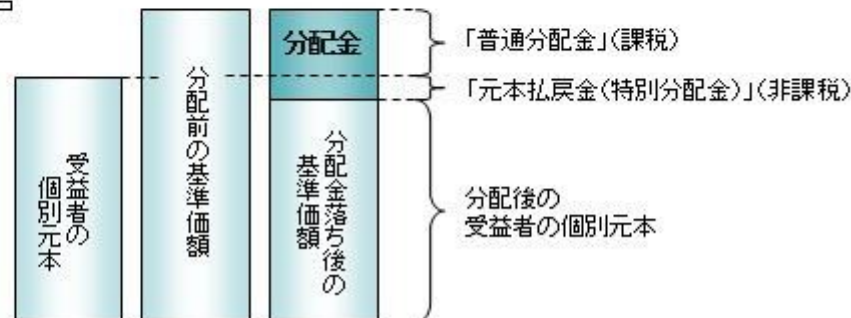 分配金
「普通分配金」(課税)
「元本払戻金(特別分配金)」(非課税)
受益者の
個別元本
分配前の基準価額
分配金落ち後の
基準価額
分配後の
受益者の個別元本